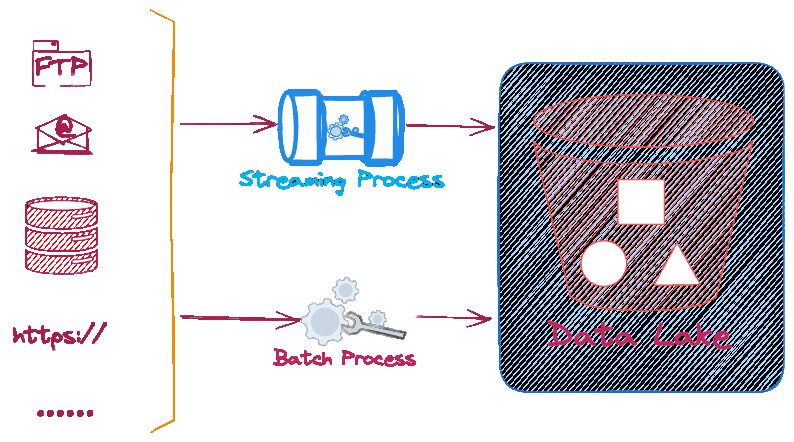 FTP
@
Streaming Process
https://
Batch Process
Data Lake
......